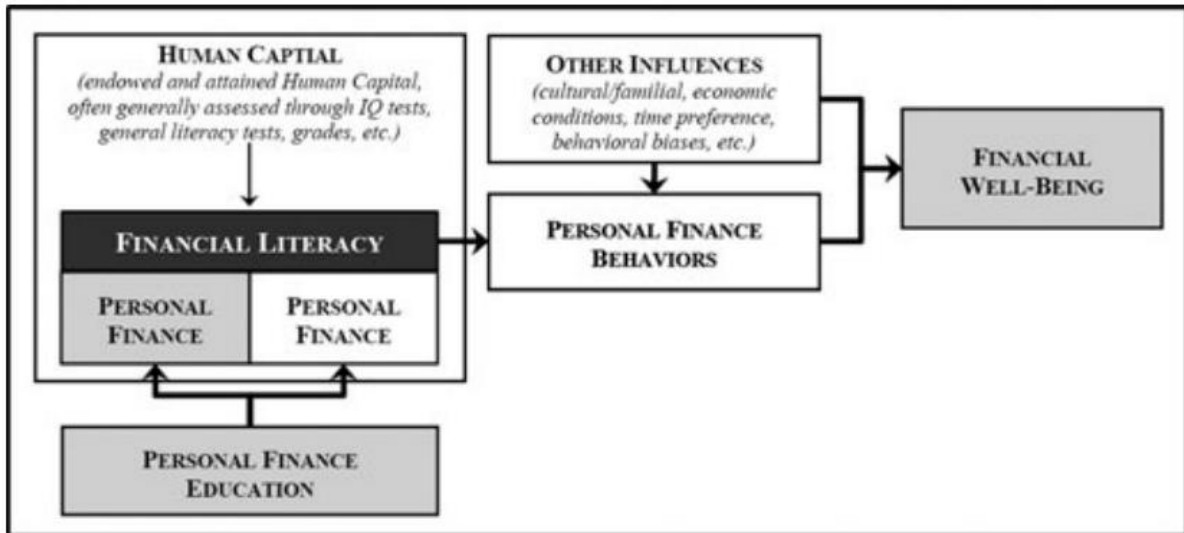 HUMAN CAPTIAL
(endowed and attained Human Capital,
often generally assessed through IQ tests,
general literacy tests, grades, etc.)
FINANCIAL LITERACY
PERSONAL
FINANCE
PERSONAL
FINANCE
PERSONAL FINANCE
EDUCATION
OTHER INFLUENCES
(cultural/familial, economic
conditions, time preference,
behavioral biases, etc.)
PERSONAL FINANCE
BEHAVIORS
FINANCIAL
WELL-BEING